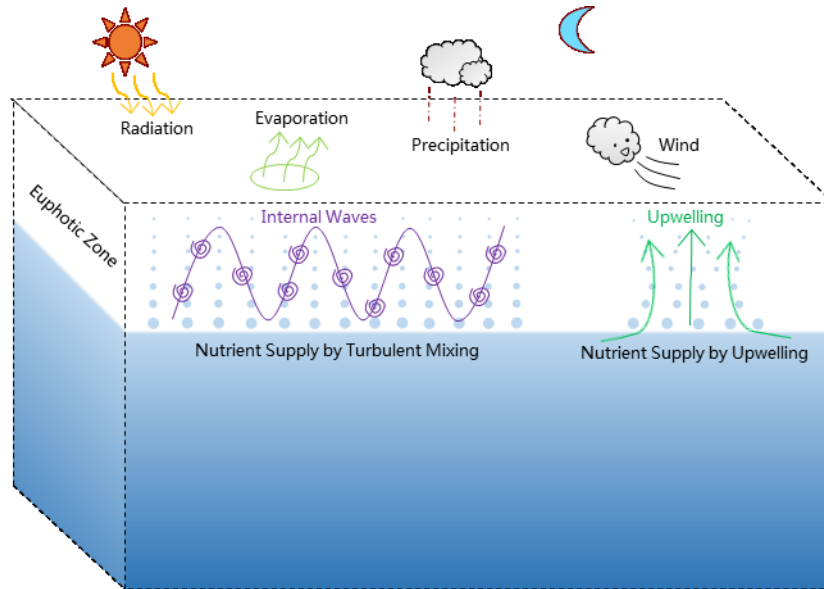 Radiation
Evaporation
Precipitation
Wind
Euphotic Zone
Internal Waves
Upwelling
Nutrient Supply by Turbulent Mixing
Nutrient Supply by Upwelling